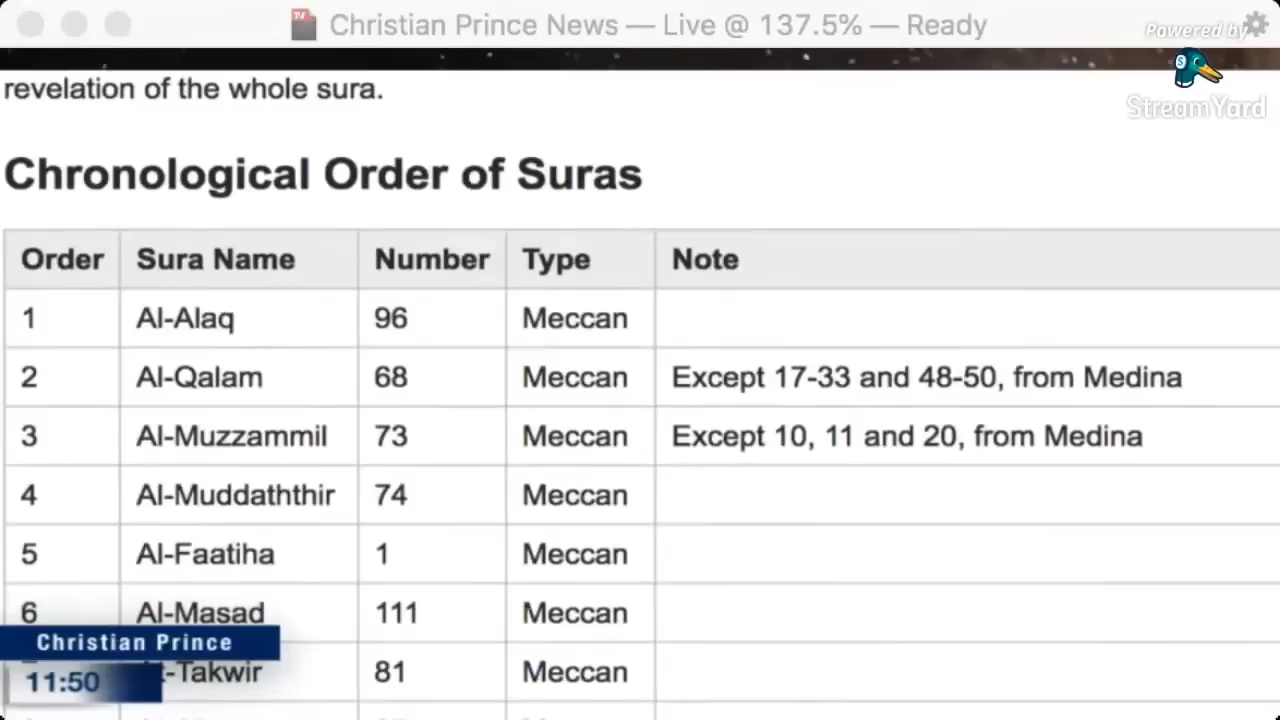 Christian Prince News — Live @ 137.5% — Ready
Powered by
StreamYard
revelation of the whole sura.
Chronological Order of Suras
Order Sura Name Number Type Note
1 Al-Alaq 96 Meccan
2 Al-Qalam 68 Meccan Except 17-33 and 48-50, from Medina
3 Al-Muzzammil 73 Meccan Except 10, 11 and 20, from Medina
4 Al-Muddaththir 74 Meccan
5 Al-Faatiha 1 Meccan
6 Al-Masad 111 Meccan
Christian Prince
-Takwir 81 Meccan
11:50